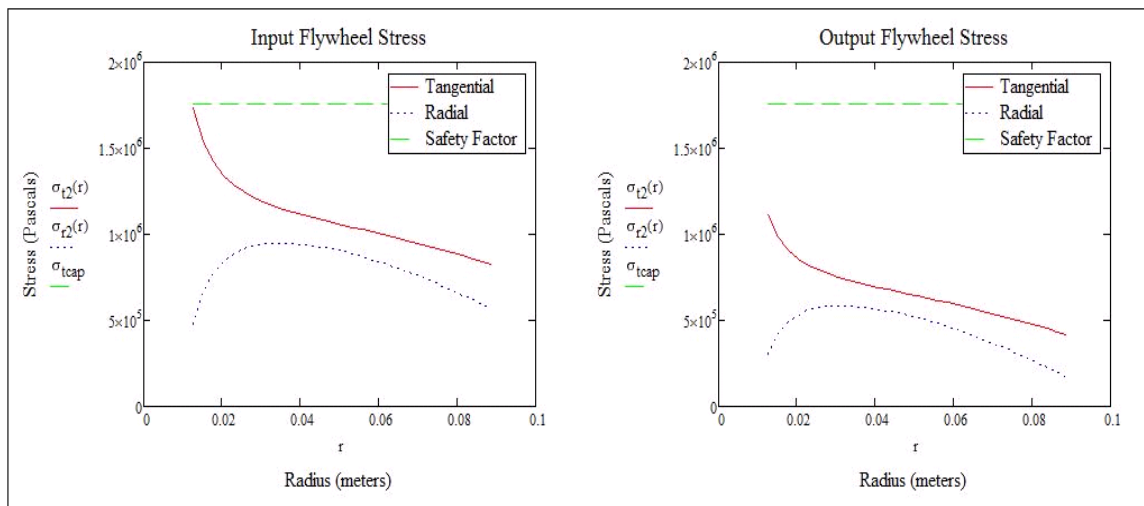 Input Flywheel Stress
2×10⁶
1.5×10⁶
1×10⁶
5×10⁵
0
Stress (Pascals)
σt2(r)
σr2(r)
σtcap
Tangential
Radial
Safety Factor
0 0.02 0.04 0.06 0.08 0.1
r
Radius (meters)
Output Flywheel Stress
2×10⁶
1.5×10⁶
1×10⁶
5×10⁵
0
Stress (Pascals)
σt2(r)
σr2(r)
σtcap
Tangential
Radial
Safety Factor
0 0.02 0.04 0.06 0.08 0.1
r
Radius (meters)